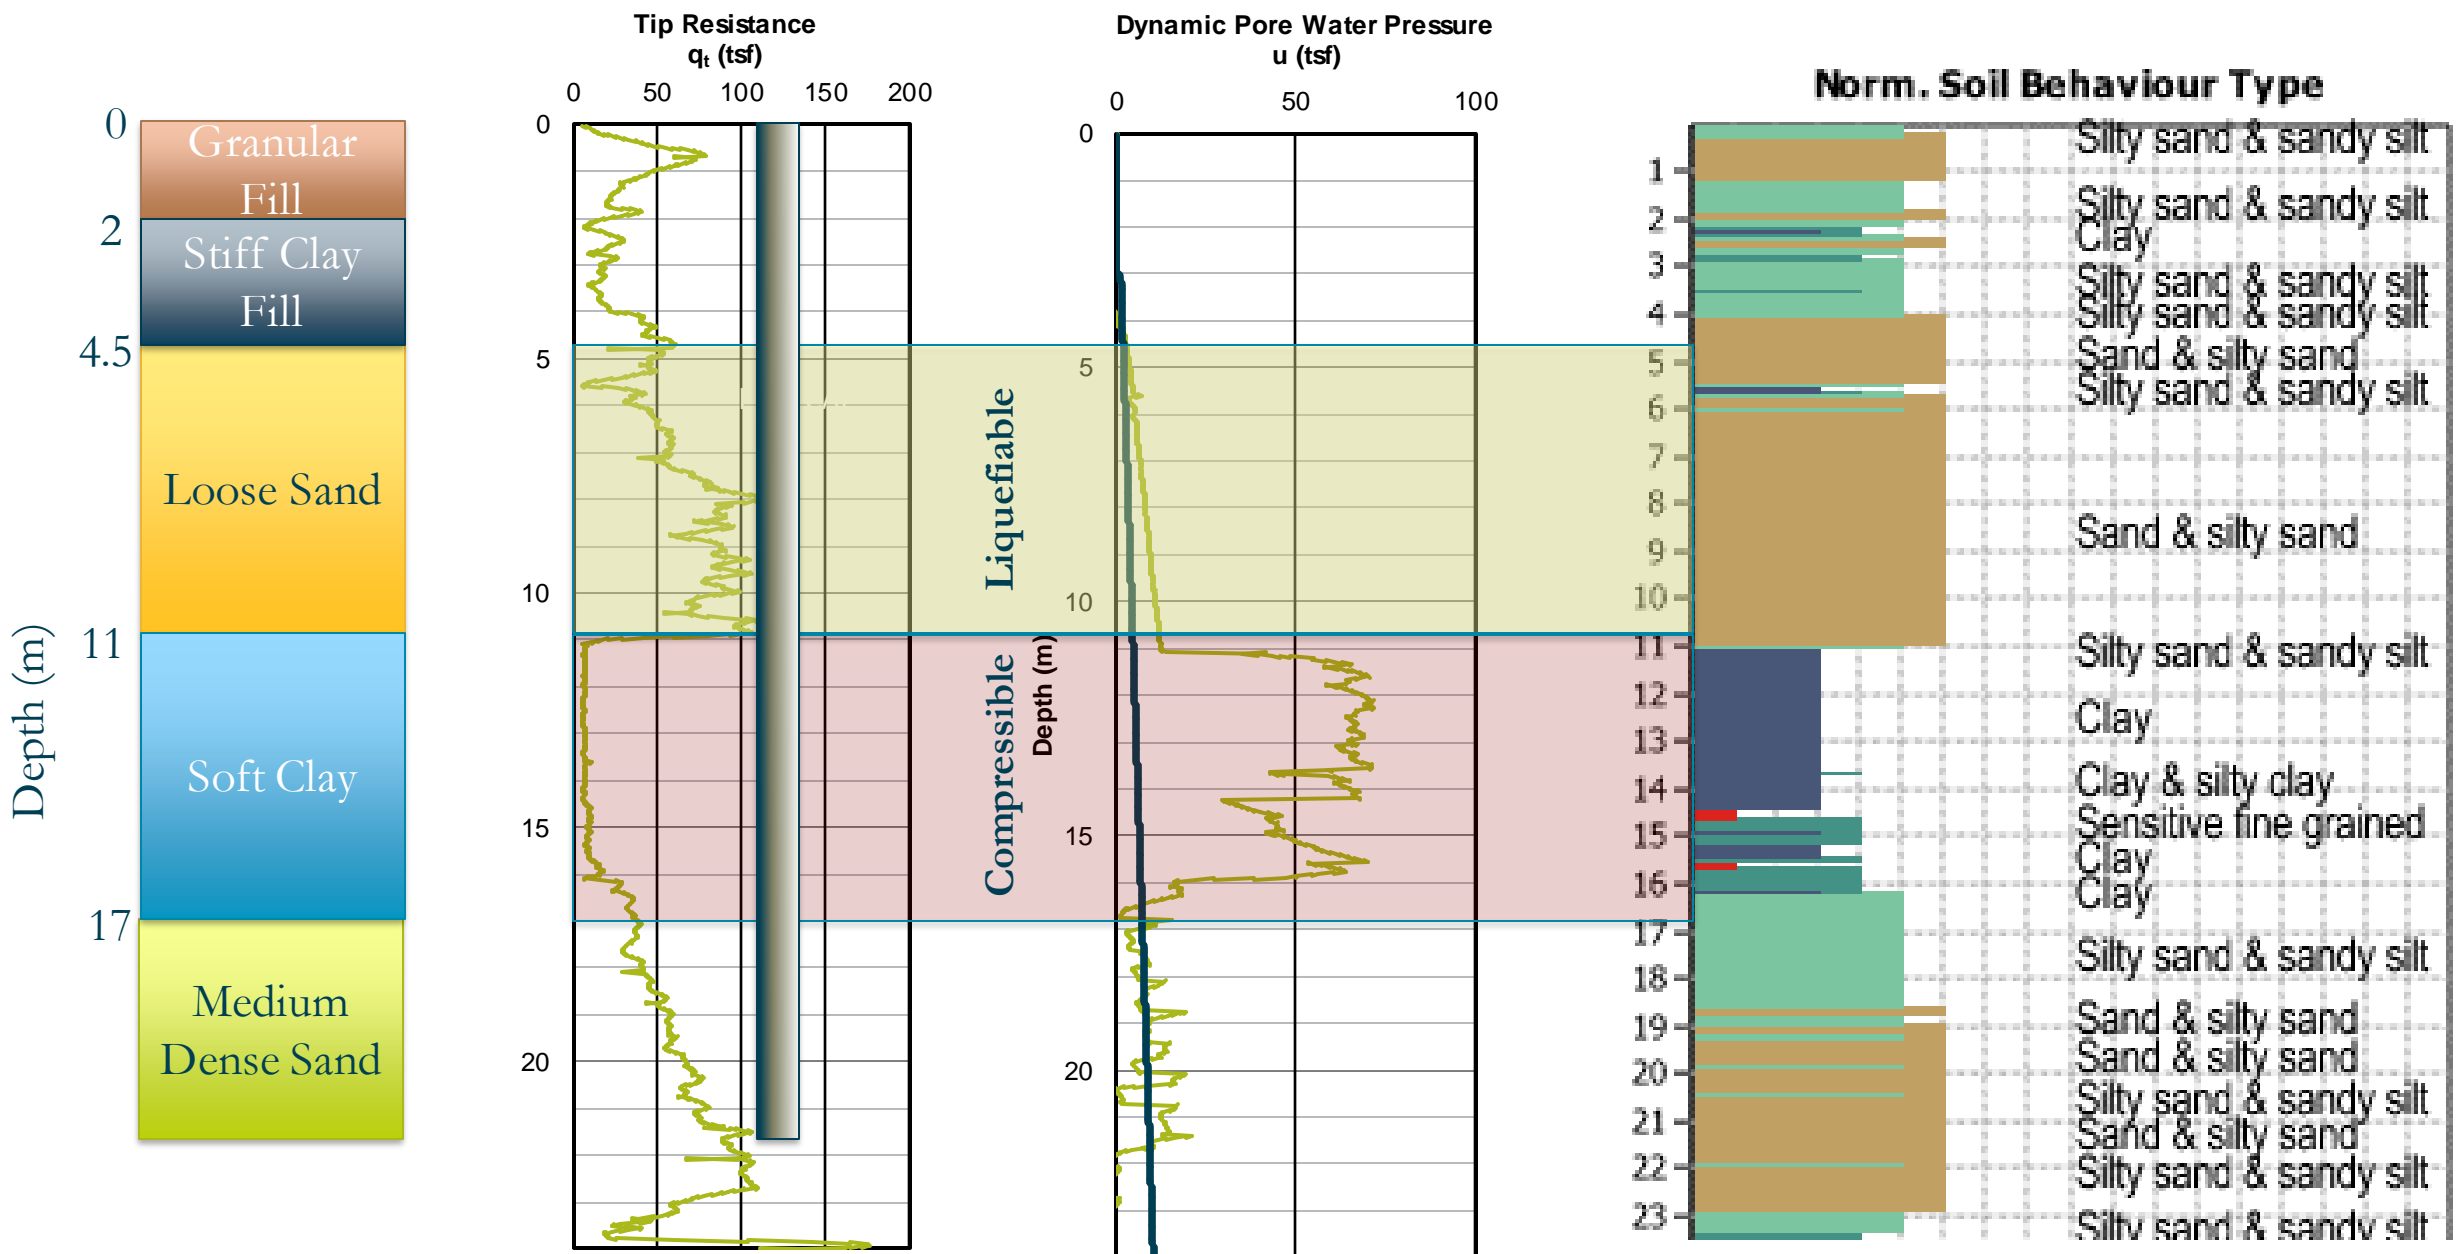 Tip Resistance
qt (tsf)
0 50 100 150 200
0
5
10
15
20
Dynamic Pore Water Pressure
u (tsf)
0 50 100
0
5
10
15
20
Depth (m)
Norm. Soil Behaviour Type
1
2
3
4
5
6
7
8
9
10
11
12
13
14
15
16
17
18
19
20
21
22
23
Silty sand & sandy silt
Silty sand & sandy silt
Clay
Silty sand & sandy silt
Silty sand & sandy silt
Sand & silty sand
Silty sand & sandy silt
Sand & silty sand
Silty sand & sandy silt
Clay
Clay & silty clay
Sensitive fine grained
Clay
Clay
Silty sand & sandy silt
Sand & silty sand
Sand & silty sand
Silty sand & sandy silt
Sand & silty sand
Silty sand & sandy silt
Silty sand & sandy silt
Depth (m)
0
2
4.5
11
17
Granular
Fill
Stiff Clay
Fill
Loose Sand
Soft Clay
Medium
Dense Sand
Liquefiable
Compressible